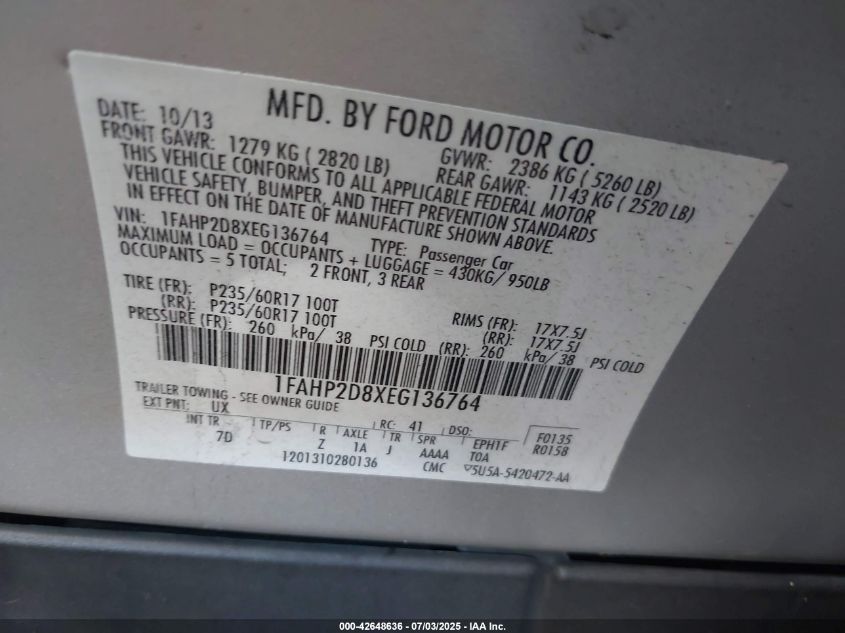 MFD. BY FORD MOTOR CO.
DATE: 10/13 GVWR: 2386 KG ( 5260 LB)
FRONT GAWR: 1279 KG ( 2820 LB) REAR GAWR: 1143 KG ( 2520 LB)
THIS VEHICLE CONFORMS TO ALL APPLICABLE FEDERAL MOTOR
VEHICLE SAFETY, BUMPER, AND THEFT PREVENTION STANDARDS
IN EFFECT ON THE DATE OF MANUFACTURE SHOWN ABOVE.
VIN: 1FAHP2D8XEG136764 TYPE: Passenger Car
MAXIMUM LOAD = OCCUPANTS + LUGGAGE = 430KG/ 950LB
OCCUPANTS = 5 TOTAL; 2 FRONT, 3 REAR
TIRE (FR): P235/60R17 100T RIMS (FR): 17X7.5J
(RR): P235/60R17 100T (RR): 17X7.5J
PRESSURE (FR): 260 kPa/ 38 PSI COLD (RR): 260 kPa/ 38 PSI COLD
1FAHP2D8XEG136764
TRAILER TOWING - SEE OWNER GUIDE
EXT PNT: UX RC: 41 DSO: F0135
INT TR TP/PS R AXLE TR SPR EPH1F R0158
7D Z 1A J AAAA TOA
1201310280136 CMC 5U5A-5420472-AA
000-42648636 - 07/03/2025 - IAA Inc.